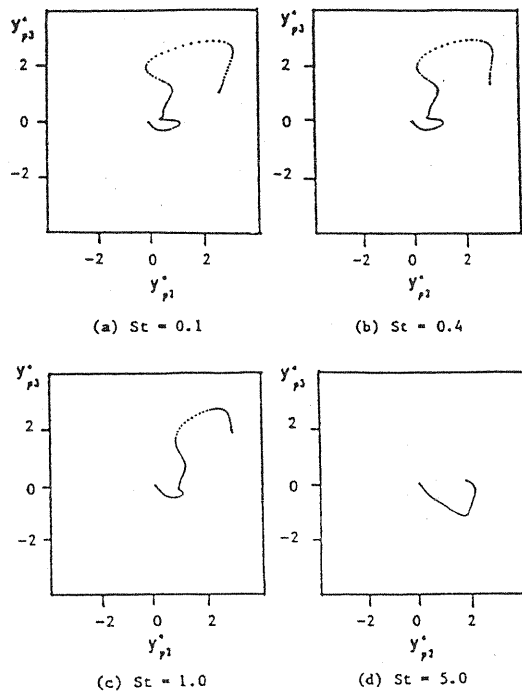 y*p3
2
0
-2
-2 0 2
y*p2
(a) St = 0.1
y*p3
2
0
-2
-2 0 2
y*p2
(b) St = 0.4
y*p3
2
0
-2
-2 0 2
y*p2
(c) St = 1.0
y*p3
2
0
-2
-2 0 2
y*p2
(d) St = 5.0